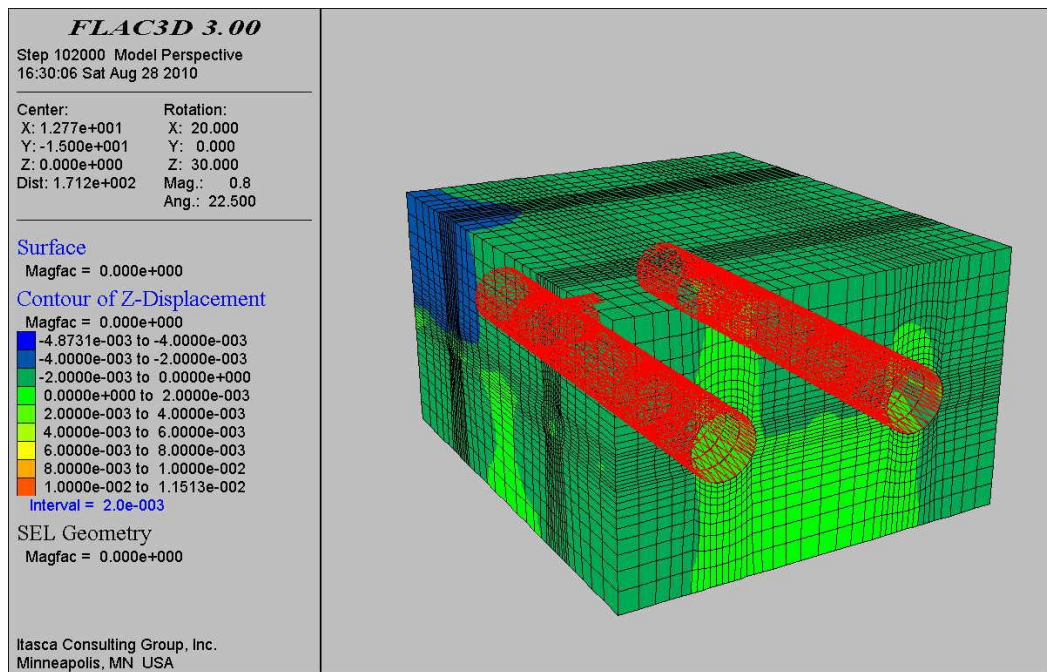 FLAC3D 3.00
Step 102000 Model Perspective
16:30:06 Sat Aug 28 2010
Center: Rotation:
X: 1.277e+001 X: 20.000
Y: -1.500e+001 Y: 0.000
Z: 0.000e+000 Z: 30.000
Dist: 1.712e+002 Mag.: 0.8
Ang.: 22.500
Surface
Magfac = 0.000e+000
Contour of Z-Displacement
Magfac = 0.000e+000
-4.8731e-003 to -4.0000e-003
-4.0000e-003 to -2.0000e-003
-2.0000e-003 to 0.0000e+000
0.0000e+000 to 2.0000e-003
2.0000e-003 to 4.0000e-003
4.0000e-003 to 6.0000e-003
6.0000e-003 to 8.0000e-003
8.0000e-003 to 1.0000e-002
1.0000e-002 to 1.1513e-002
Interval = 2.0e-003
SEL Geometry
Magfac = 0.000e+000
Itasca Consulting Group, Inc.
Minneapolis, MN USA